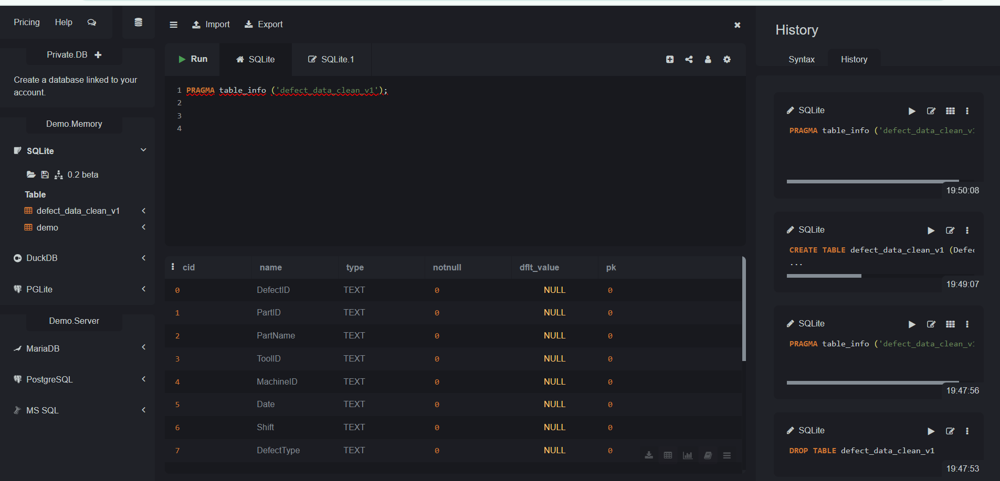 Pricing Help
Private.DB
Create a database linked to your
account.
Demo.Memory
SQLite
0.2 beta
Table
defect_data_clean_v1
demo
DuckDB
PGLite
Demo.Server
MariaDB
PostgreSQL
MS SQL
Import Export
Run SQLite SQLite.1
1 PRAGMA table_info ('defect_data_clean_v1');
2
3
4
cid name type notnull dflt_value pk
0 DefectID TEXT 0 NULL 0
1 PartID TEXT 0 NULL 0
2 PartName TEXT 0 NULL 0
3 ToolID TEXT 0 NULL 0
4 MachineID TEXT 0 NULL 0
5 Date TEXT 0 NULL 0
6 Shift TEXT 0 NULL 0
7 DefectType TEXT 0 NULL 0
History
Syntax History
SQLite
PRAGMA table_info ('defect_data_clean_v
19:50:08
SQLite
CREATE TABLE defect_data_clean_v1 (Defec
...
19:49:07
SQLite
PRAGMA table_info ('defect_data_clean_v
19:47:56
SQLite
DROP TABLE defect_data_clean_v1
19:47:53